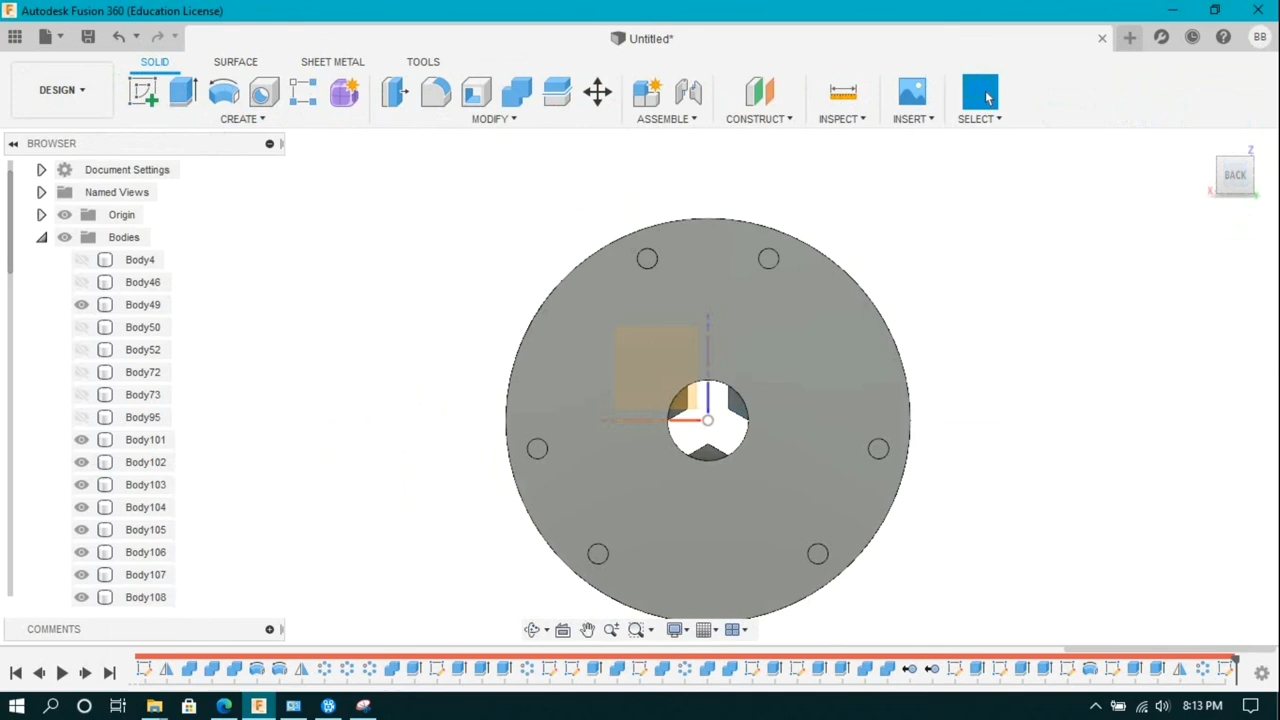 Autodesk Fusion 360 (Education License)
Untitled*
BB
SOLID
SURFACE
SHEET METAL
TOOLS
DESIGN
CREATE
MODIFY
ASSEMBLE
CONSTRUCT
INSPECT
INSERT
SELECT
BROWSER
Document Settings
Named Views
Origin
Bodies
Body4
Body46
Body49
Body50
Body52
Body72
Body73
Body95
Body101
Body102
Body103
Body104
Body105
Body106
Body107
Body108
Z
BACK
X
COMMENTS
8:13 PM